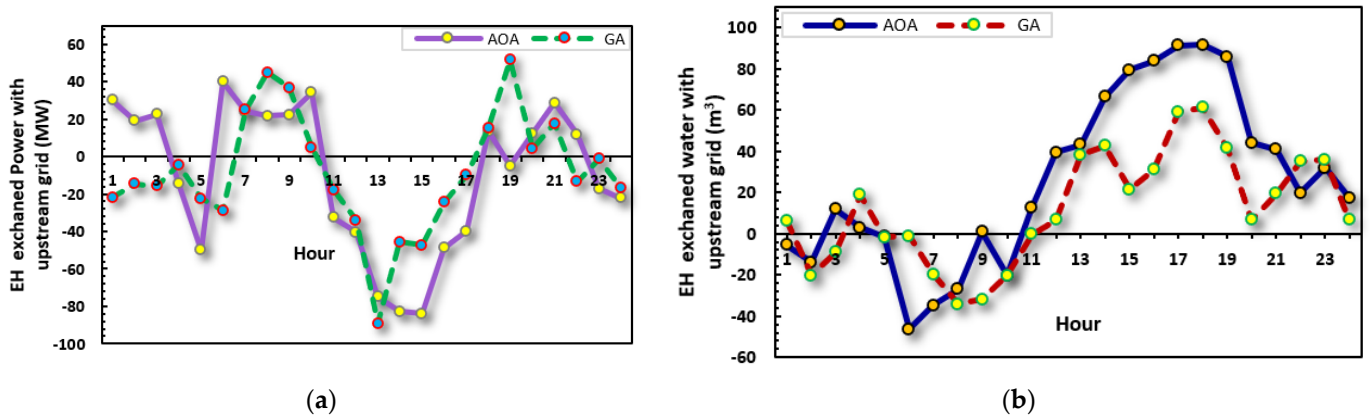 AOA GA
EH exchaned Power with
upstream grid (MW)
60
40
20
0
-20
-40
-60
-80
-100
1 3 5 7 9 11 13 15 17 19 21 23
Hour
(a)
AOA GA
EH exchaned water with
upstream grid (m³)
100
80
60
40
20
0
-20
-40
-60
1 3 5 7 9 11 13 15 17 19 21 23
Hour
(b)